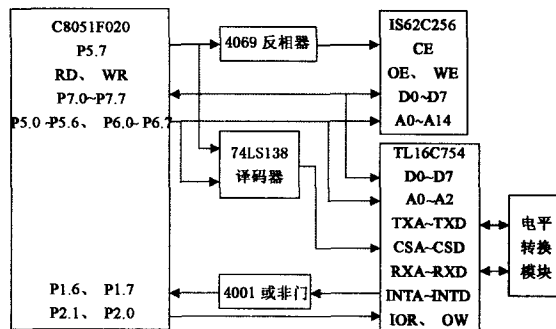 C8051F020
P5.7
RD、 WR
P7.0~P7.7
P5.0~P5.6、 P6.0~P6.7
P1.6、 P1.7
P2.1、 P2.0
4069 反相器
74LS138
译码器
4001 或非门
IS62C256
CE
OE、 WE
D0~D7
A0~A14
TL16C754
D0~D7
A0~A2
TXA~TXD
CSA~CSD
RXA~RXD
INTA~INTD
IOR、 OW
电平
转换
模块